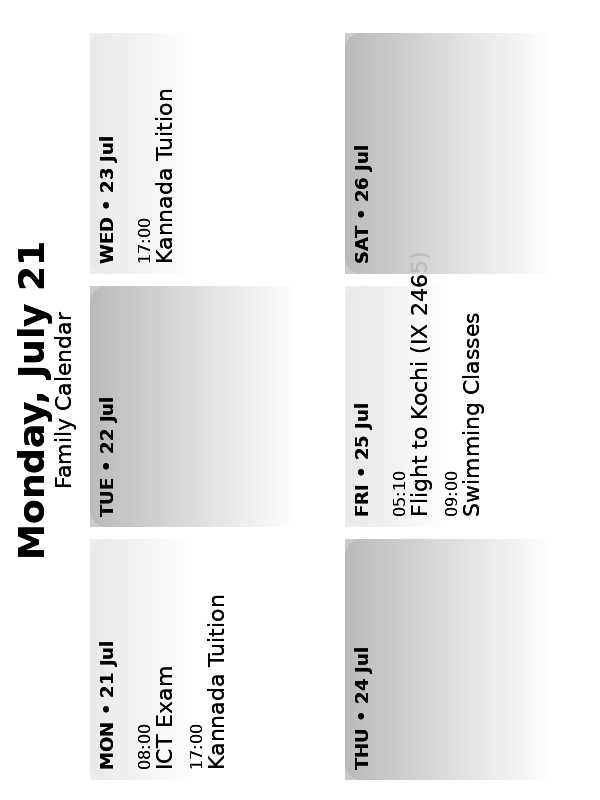 Monday, July 21
Family Calendar
MON • 21 Jul
08:00
ICT Exam
17:00
Kannada Tuition
TUE • 22 Jul
WED • 23 Jul
17:00
Kannada Tuition
THU • 24 Jul
FRI • 25 Jul
05:10
Flight to Kochi (IX 2465)
09:00
Swimming Classes
SAT • 26 Jul